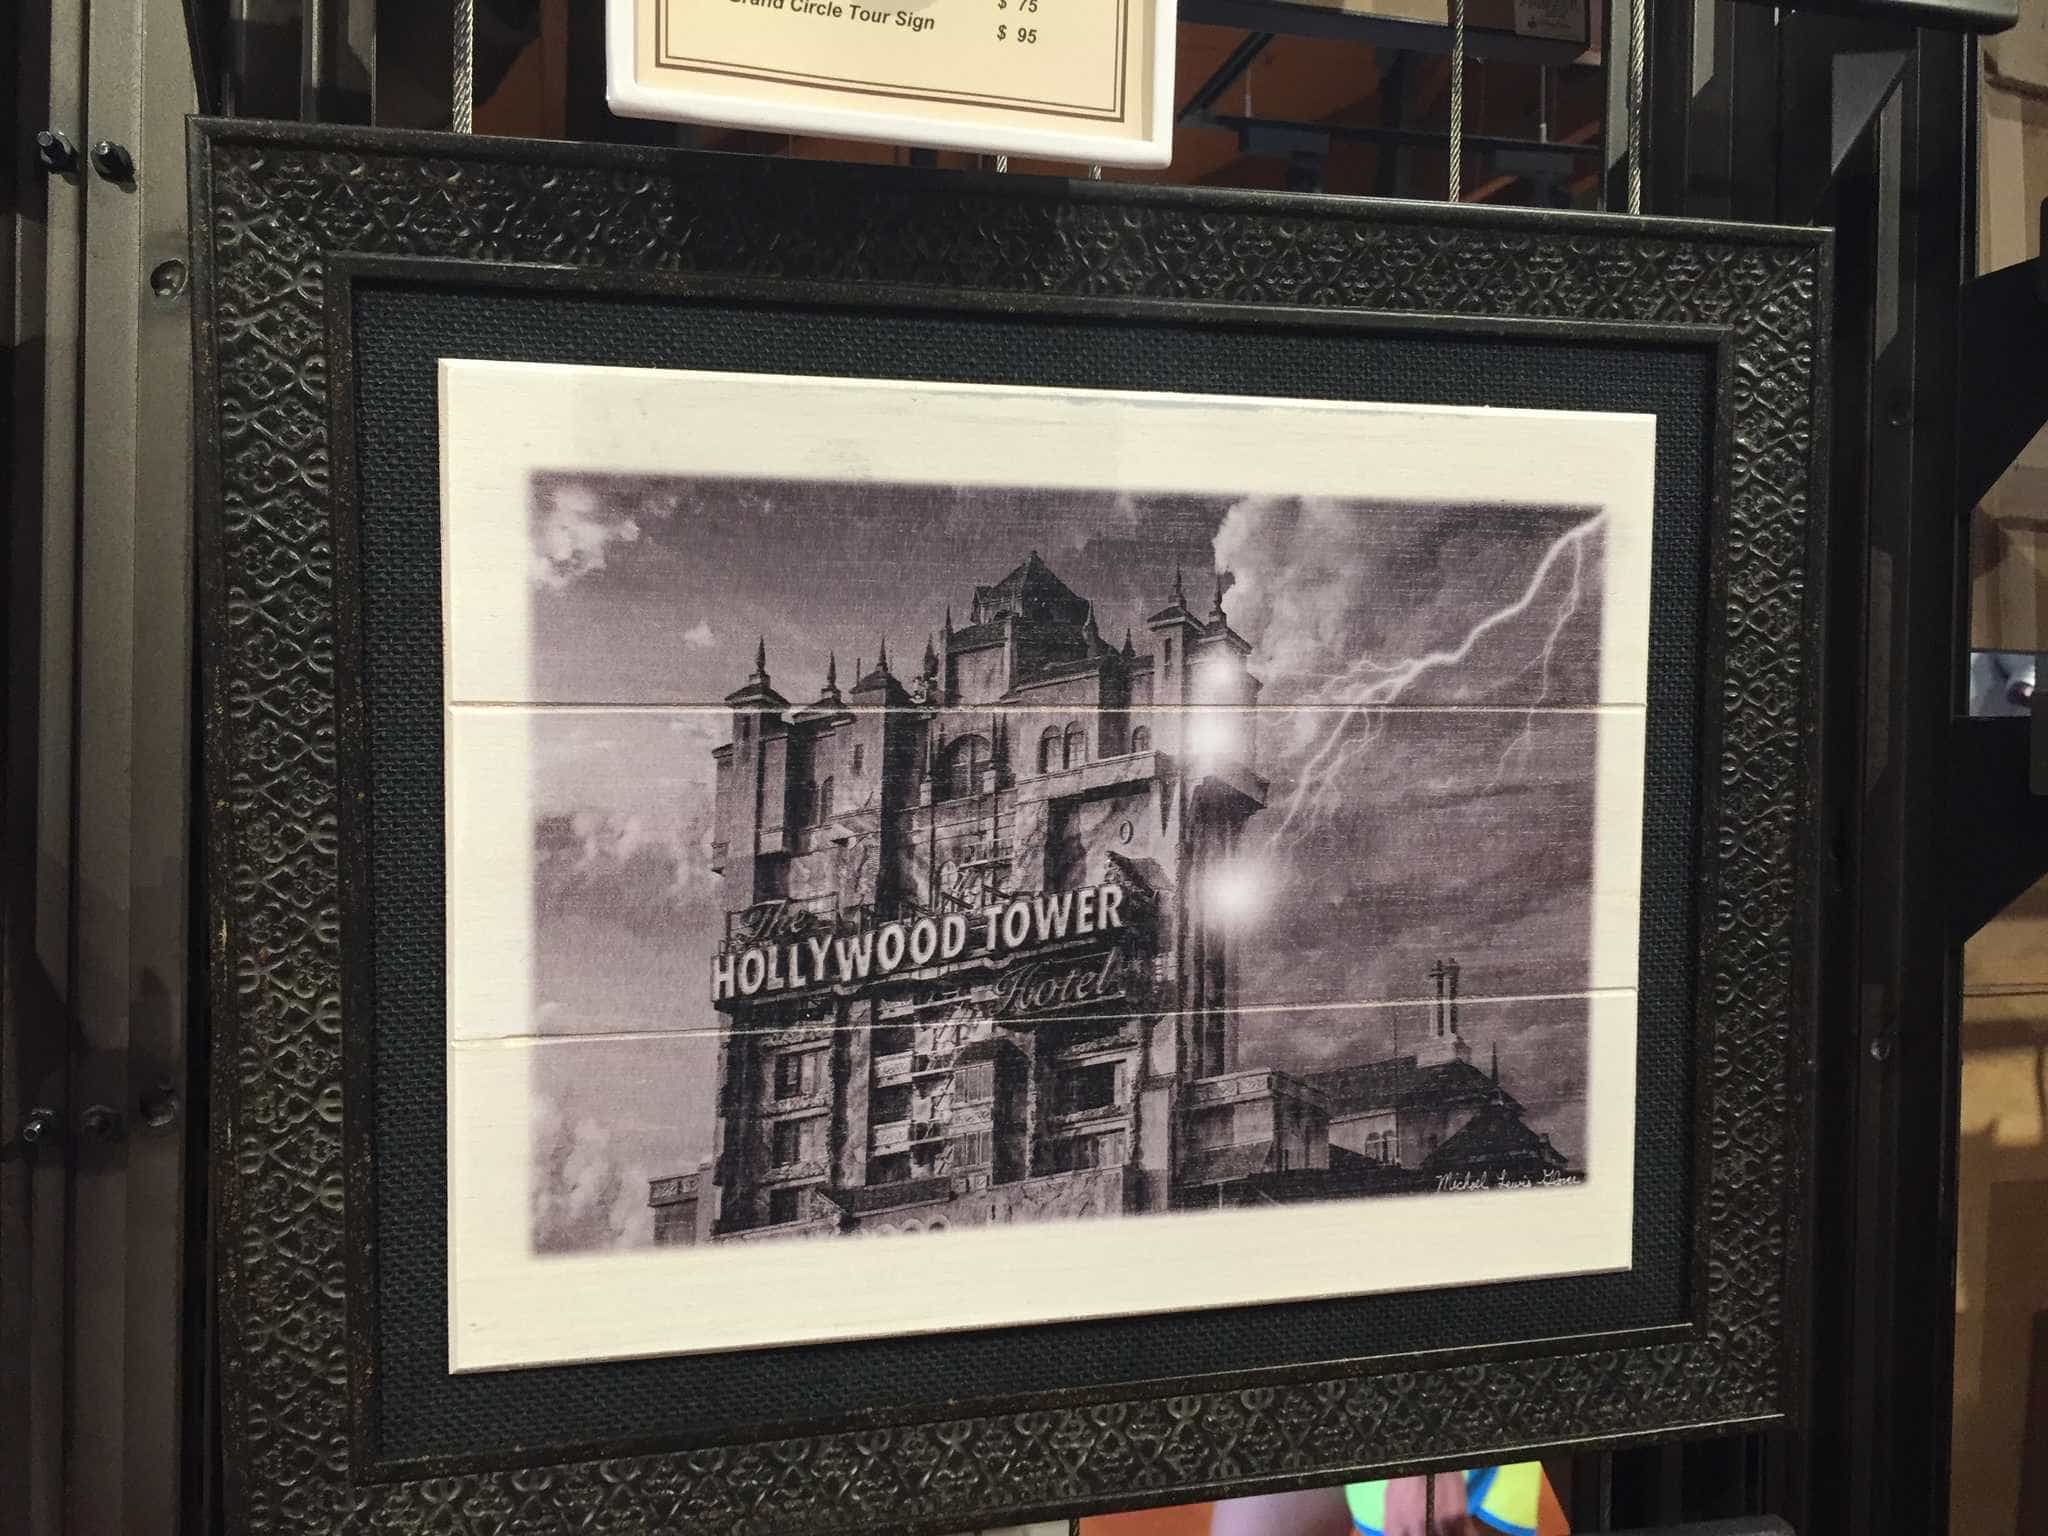 $ 75
Grand Circle Tour Sign $ 95
The
HOLLYWOOD TOWER
Hotel
Michael Lewis Glover